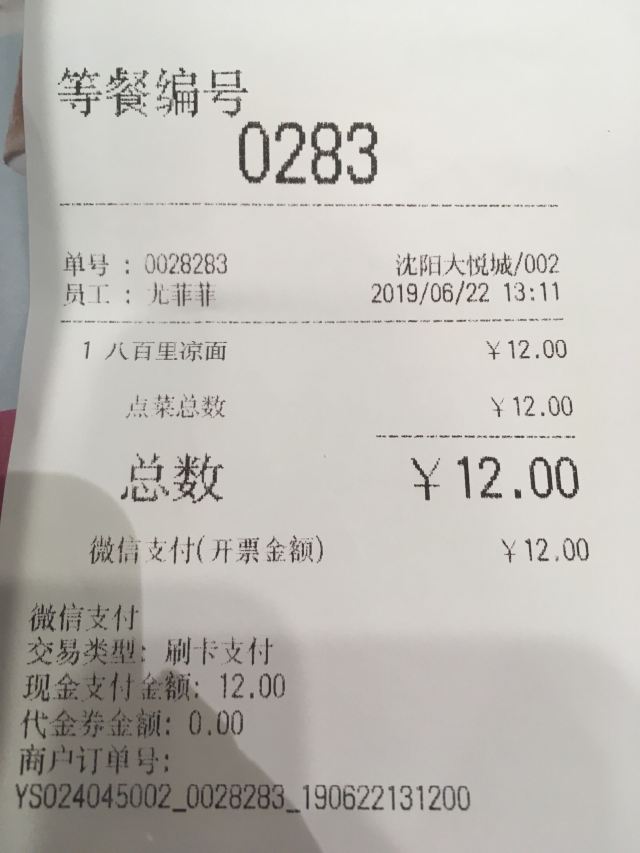 等餐编号
0283
单号 : 0028283 沈阳大悦城/002
员工 : 尤菲菲 2019/06/22 13:11
1 八百里凉面 ￥12.00
点菜总数 ￥12.00
总数 ￥12.00
微信支付(开票金额) ￥12.00
微信支付
交易类型: 刷卡支付
现金支付金额: 12.00
代金券金额: 0.00
商户订单号:
YS024045002_0028283_190622131200